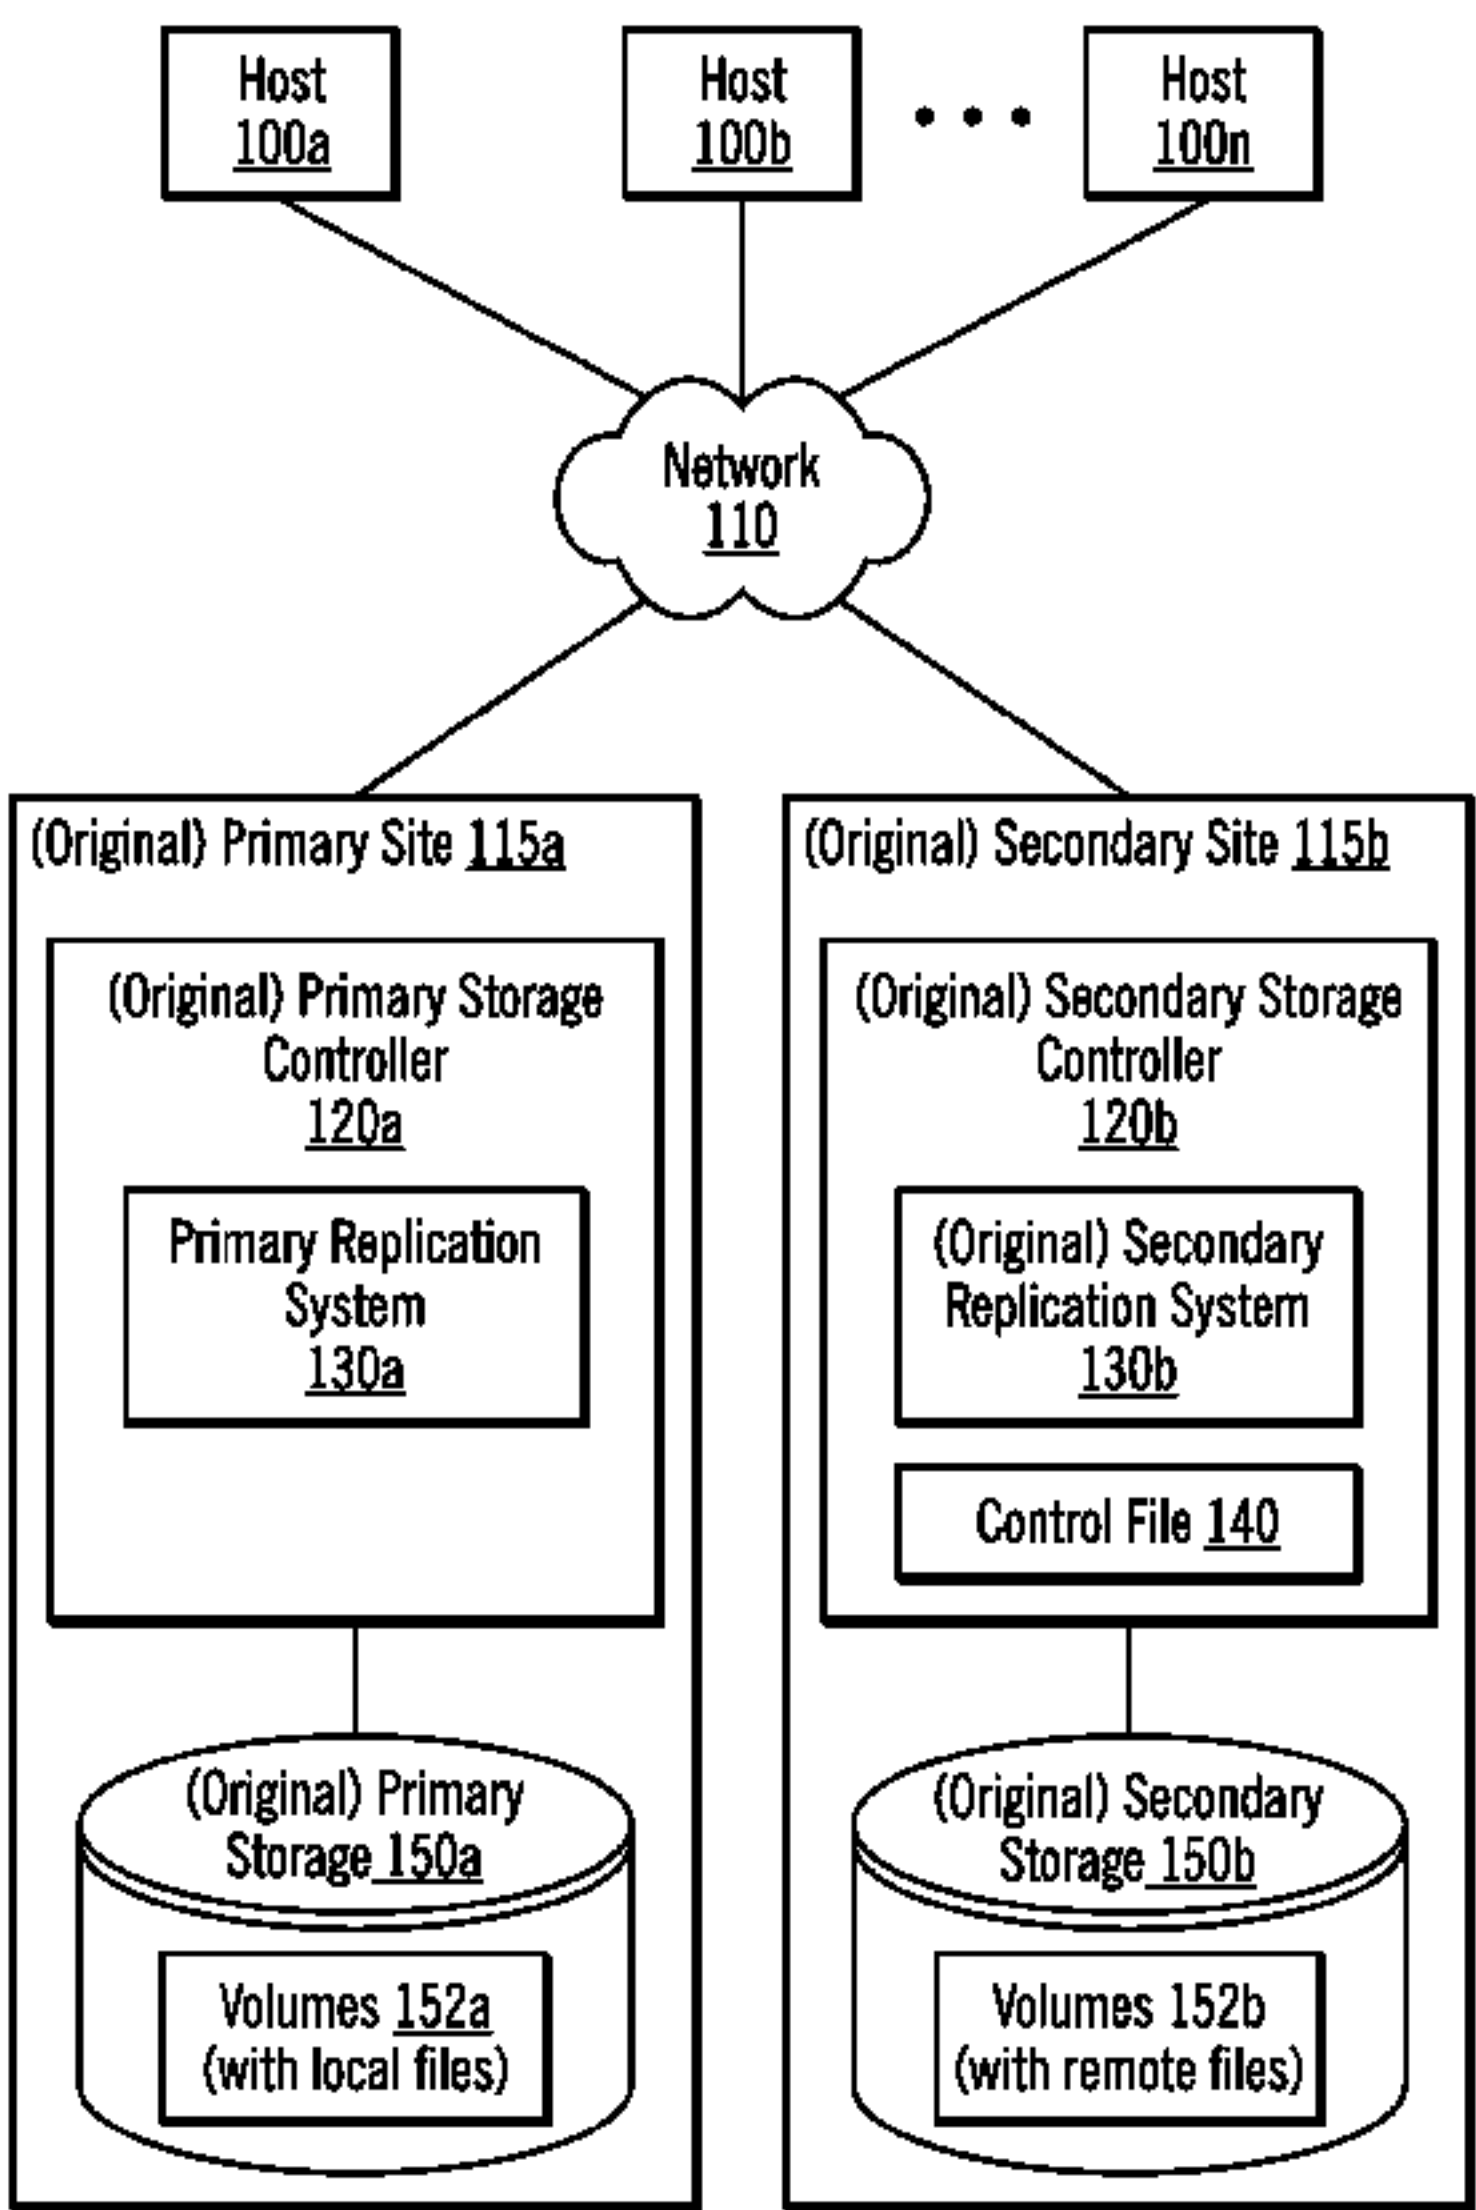 Host
100a
Host
100b
Host
100n
Network
110
(Original) Primary Site 115a
(Original) Primary Storage
Controller
120a
Primary Replication
System
130a
(Original) Primary
Storage 150a
Volumes 152a
(with local files)
(Original) Secondary Site 115b
(Original) Secondary Storage
Controller
120b
(Original) Secondary
Replication System
130b
Control File 140
(Original) Secondary
Storage 150b
Volumes 152b
(with remote files)